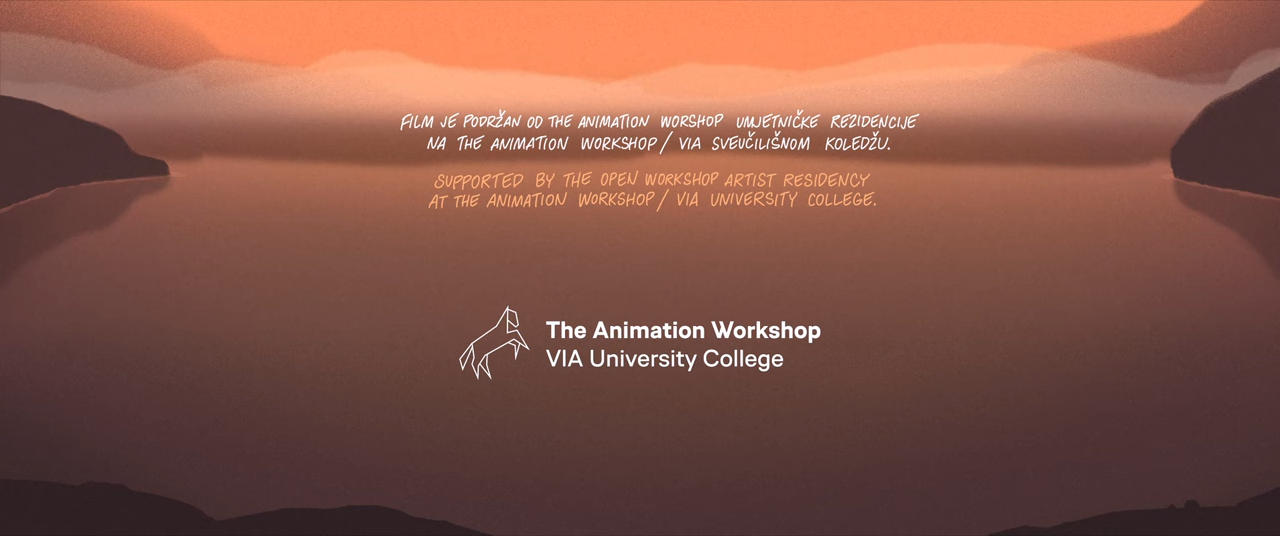 FILM JE PODRŽAN OD THE ANIMATION WORSHOP UMJETNIČKE REZIDENCIJE
NA THE ANIMATION WORKSHOP / VIA SVEUČILIŠNOM KOLEDŽU.
SUPPORTED BY THE OPEN WORKSHOP ARTIST RESIDENCY
AT THE ANIMATION WORKSHOP / VIA UNIVERSITY COLLEGE.
The Animation Workshop
VIA University College